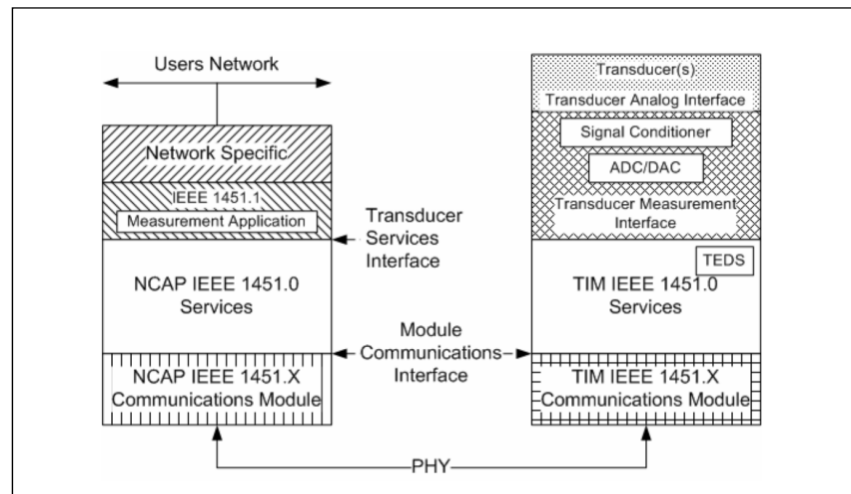 Users Network
Network Specific
IEEE 1451.1
Measurement Application
NCAP IEEE 1451.0
Services
NCAP IEEE 1451.X
Communications Module
Transducer
Services
Interface
Module
Communications
Interface
PHY
Transducer(s)
Transducer Analog Interface
Signal Conditioner
ADC/DAC
Transducer Measurement
Interface
TEDS
TIM IEEE 1451.0
Services
TIM IEEE 1451.X
Communications Module